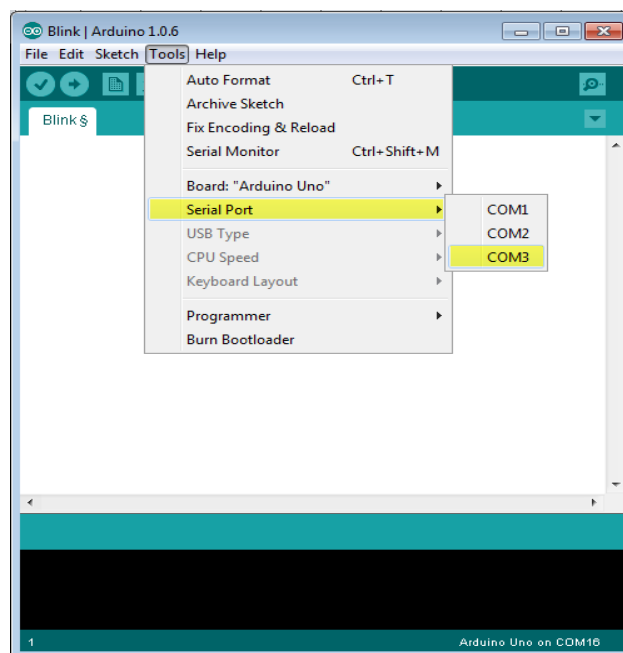 Blink | Arduino 1.0.6
File Edit Sketch Tools Help
Auto Format Ctrl+T
Archive Sketch
Fix Encoding & Reload
Serial Monitor Ctrl+Shift+M
Board: "Arduino Uno"
Serial Port
USB Type
CPU Speed
Keyboard Layout
Programmer
Burn Bootloader
COM1
COM2
COM3
Blink §
1 Arduino Uno on COM16